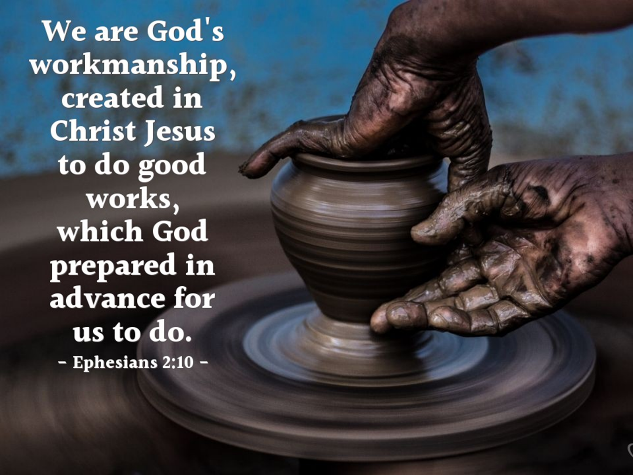 We are God's
workmanship,
created in
Christ Jesus
to do good
works,
which God
prepared in
advance for
us to do.
~ Ephesians 2:10 ~